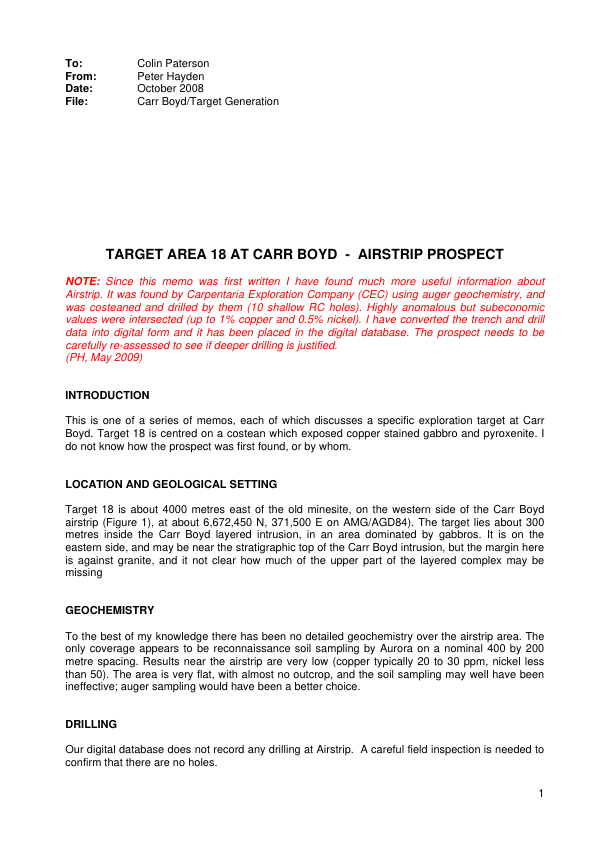 To: Colin Paterson
From: Peter Hayden
Date: October 2008
File: Carr Boyd/Target Generation
TARGET AREA 18 AT CARR BOYD - AIRSTRIP PROSPECT
NOTE: Since this memo was first written I have found much more useful information about
Airstrip. It was found by Carpentaria Exploration Company (CEC) using auger geochemistry, and
was costeaned and drilled by them (10 shallow RC holes). Highly anomalous but subeconomic
values were intersected (up to 1% copper and 0.5% nickel). I have converted the trench and drill
data into digital form and it has been placed in the digital database. The prospect needs to be
carefully re-assessed to see if deeper drilling is justified.
(PH, May 2009)
INTRODUCTION
This is one of a series of memos, each of which discusses a specific exploration target at Carr
Boyd. Target 18 is centred on a costean which exposed copper stained gabbro and pyroxenite. I
do not know how the prospect was first found, or by whom.
LOCATION AND GEOLOGICAL SETTING
Target 18 is about 4000 metres east of the old minesite, on the western side of the Carr Boyd
airstrip (Figure 1), at about 6,672,450 N, 371,500 E on AMG/AGD84). The target lies about 300
metres inside the Carr Boyd layered intrusion, in an area dominated by gabbros. It is on the
eastern side, and may be near the stratigraphic top of the Carr Boyd intrusion, but the margin here
is against granite, and it not clear how much of the upper part of the layered complex may be
missing
GEOCHEMISTRY
To the best of my knowledge there has been no detailed geochemistry over the airstrip area. The
only coverage appears to be reconnaissance soil sampling by Aurora on a nominal 400 by 200
metre spacing. Results near the airstrip are very low (copper typically 20 to 30 ppm, nickel less
than 50). The area is very flat, with almost no outcrop, and the soil sampling may well have been
ineffective; auger sampling would have been a better choice.
DRILLING
Our digital database does not record any drilling at Airstrip. A careful field inspection is needed to
confirm that there are no holes.
1